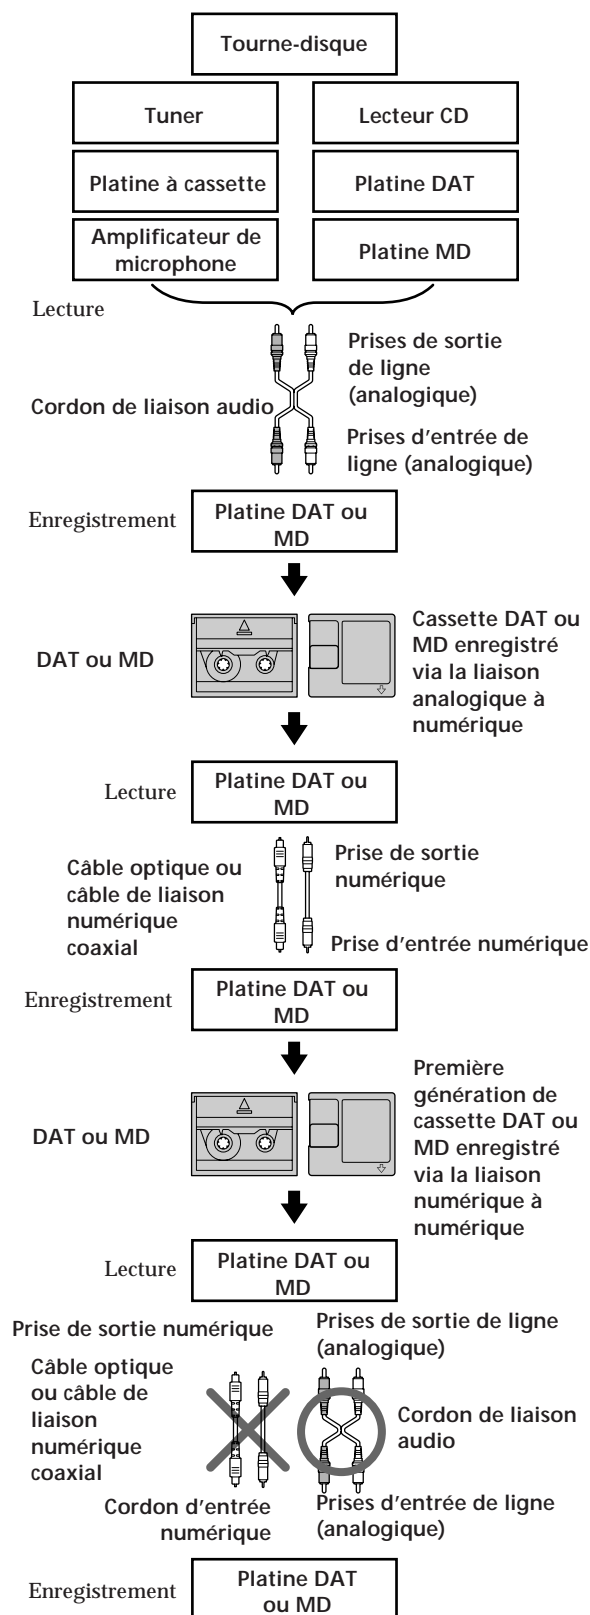 Tourne-disque
Tuner
Lecteur CD
Platine à cassette
Platine DAT
Amplificateur de
microphone
Platine MD
Lecture
Prises de sortie
de ligne
(analogique)
Cordon de liaison audio
Prises d'entrée de
ligne (analogique)
Enregistrement
Platine DAT ou
MD
DAT ou MD
Cassette DAT ou
MD enregistré
via la liaison
analogique à
numérique
Lecture
Platine DAT ou
MD
Câble optique ou
câble de liaison
numérique
coaxial
Prise de sortie
numérique
Prise d'entrée numérique
Enregistrement
Platine DAT ou
MD
DAT ou MD
Première
génération de
cassette DAT ou
MD enregistré
via la liaison
numérique à
numérique
Lecture
Platine DAT ou
MD
Prise de sortie numérique
Prises de sortie de ligne
(analogique)
Câble optique
ou câble de
liaison
numérique
coaxial
Cordon de liaison
audio
Cordon d'entrée
numérique
Prises d'entrée de ligne
(analogique)
Enregistrement
Platine DAT
ou MD